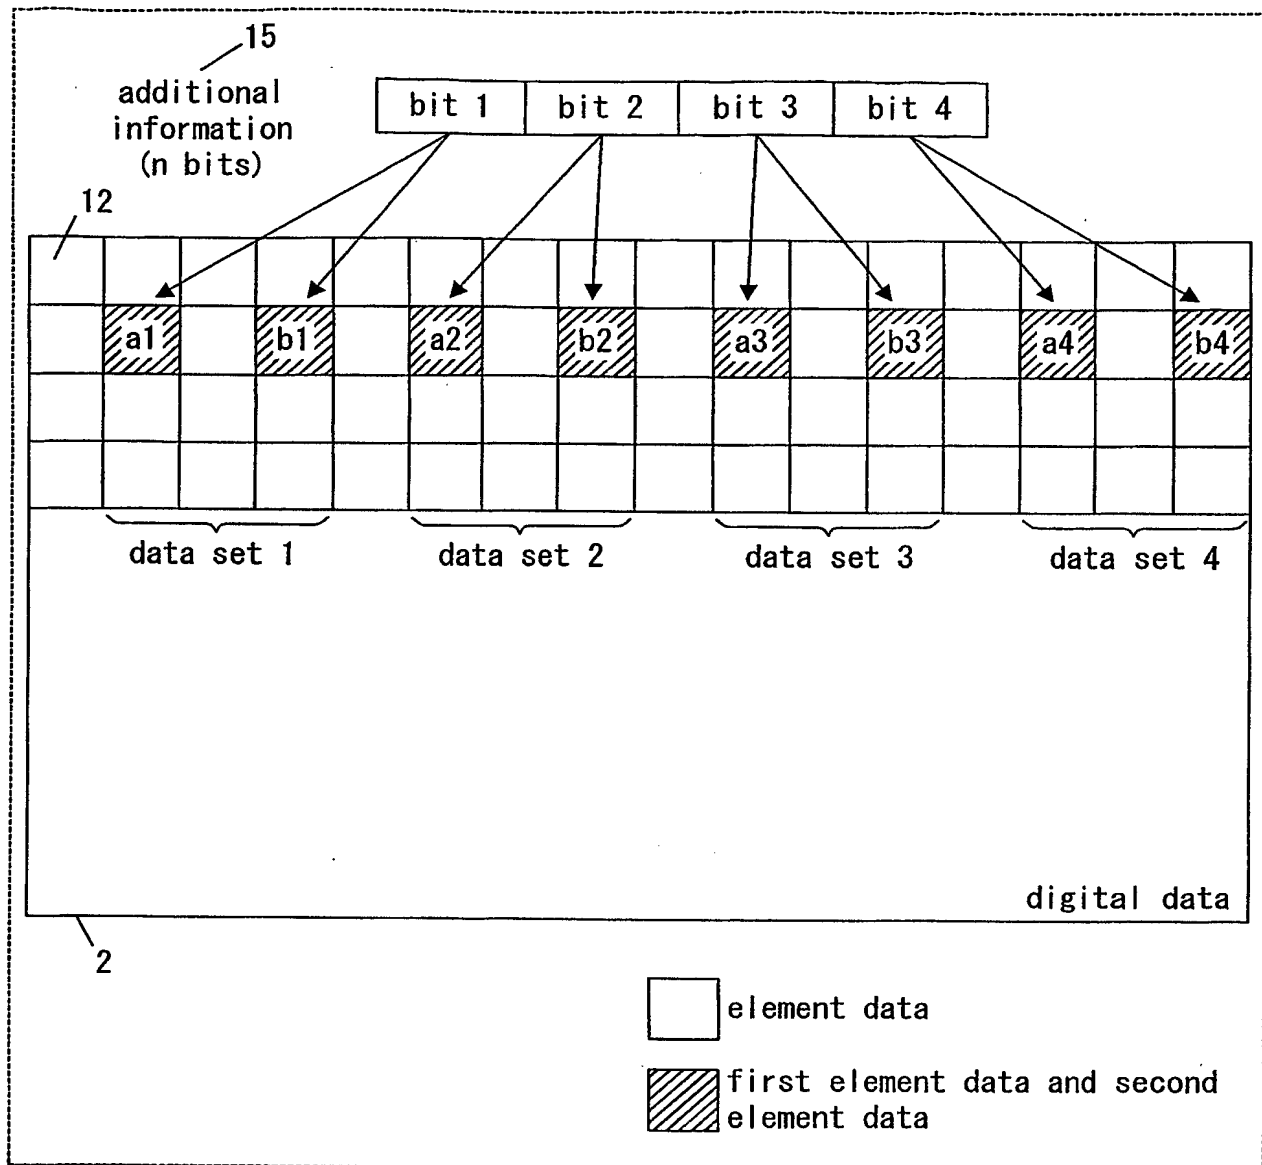 15
additional
information
(n bits)
bit 1 bit 2 bit 3 bit 4
12
a1 b1 a2 b2 a3 b3 a4 b4
data set 1 data set 2 data set 3 data set 4
digital data
2
element data
first element data and second
element data